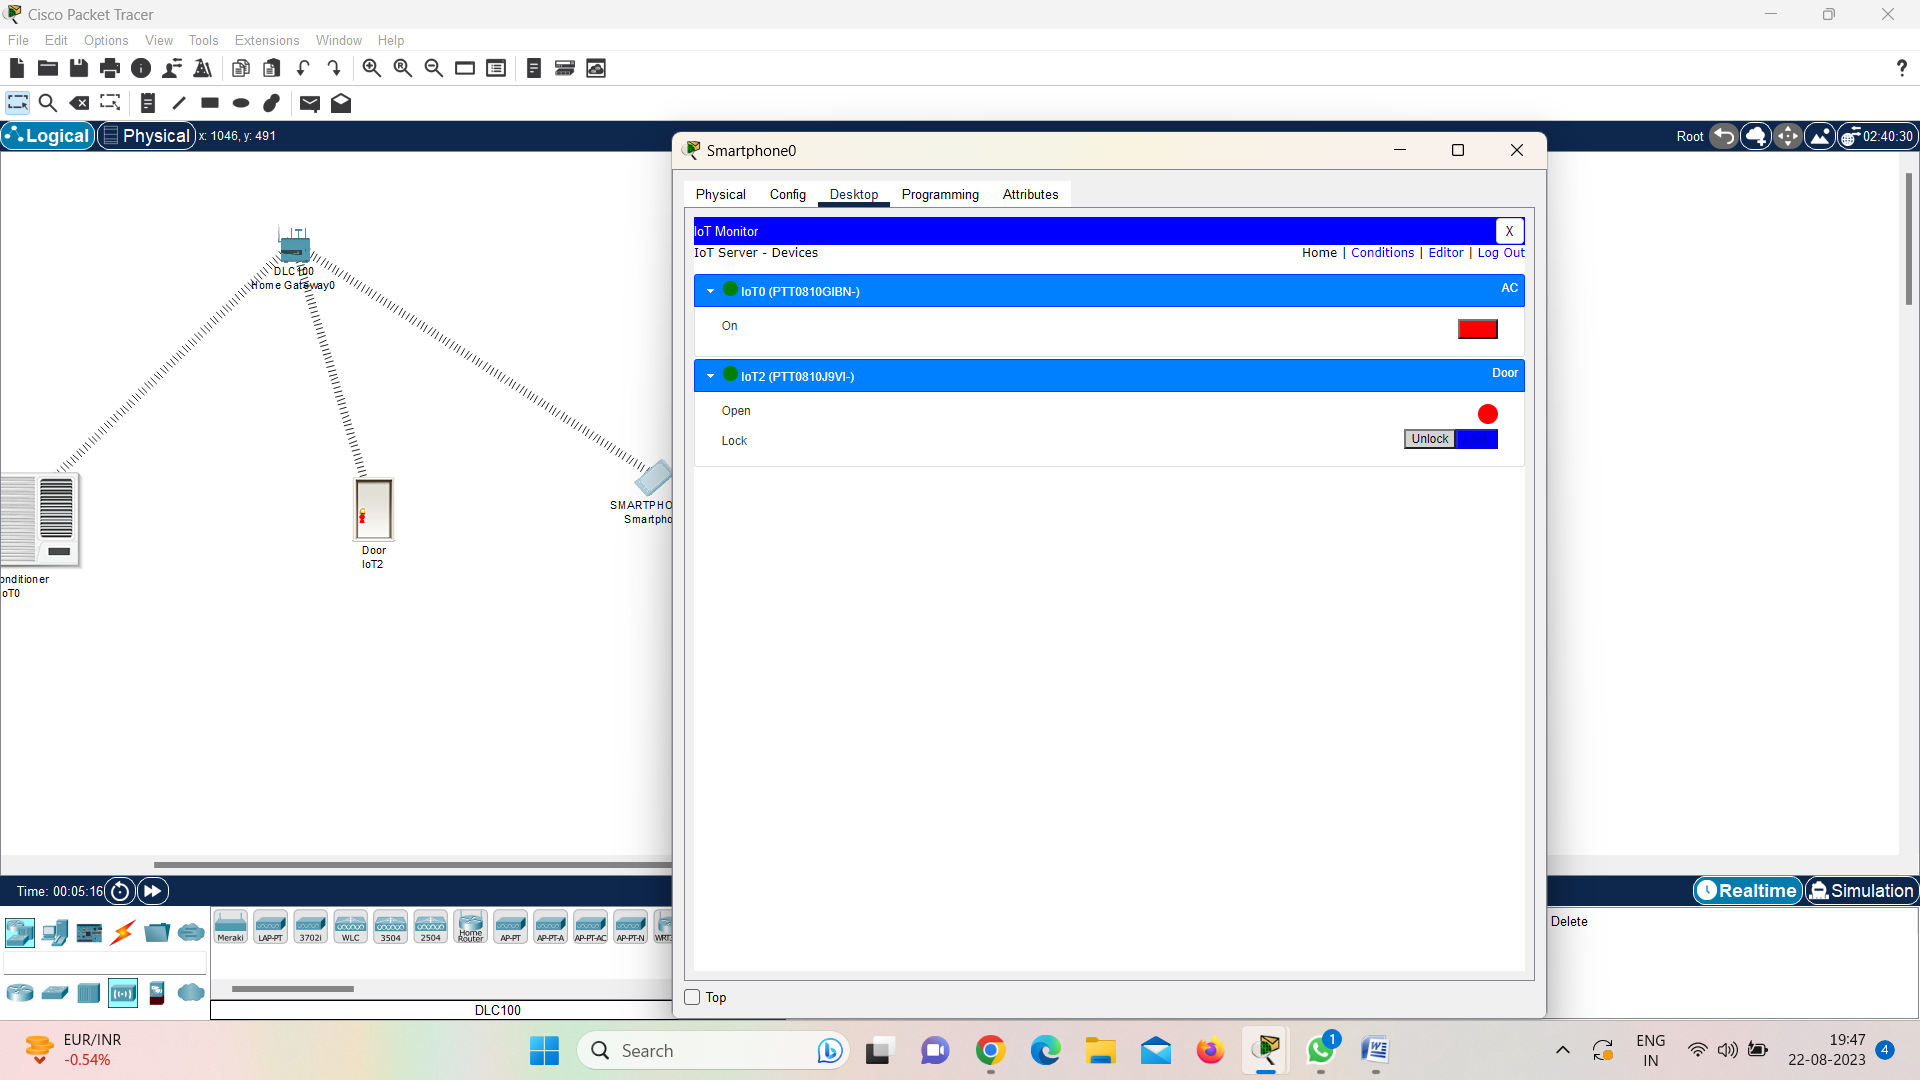 Cisco Packet Tracer
File Edit Options View Tools Extensions Window Help
?
Logical Physical x: 1046, y: 491
Root 02:40:30
DLC100
Home Gateway0
onditioner
oT0
Door
IoT2
SMARTPHO
Smartpho
Smartphone0
Physical Config Desktop Programming Attributes
IoT Monitor X
IoT Server - Devices Home | Conditions | Editor | Log Out
IoT0 (PTT0810GIBN-) AC
On
IoT2 (PTT0810J9VI-) Door
Open
Lock Unlock
Top
Time: 00:05:16
Realtime Simulation
Meraki LAP-PT 3702i WLC 3504 2504 Home Router AP-PT AP-PT-A AP-PT-AC AP-PT-N
DLC100
Delete
EUR/INR
-0.54%
Search
1
ENG
IN
19:47
22-08-2023
4